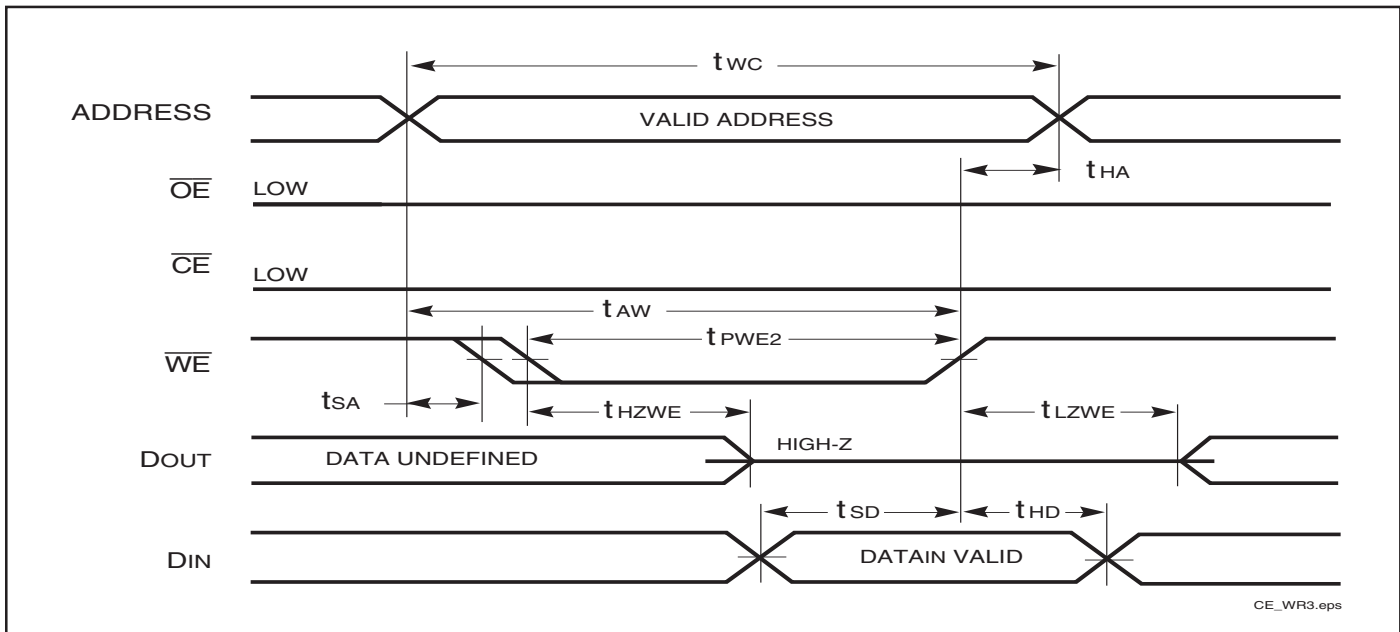 tWC
ADDRESS
VALID ADDRESS
tHA
OE
LOW
CE
LOW
tAW
tPWE2
WE
tSA
tHZWE
tLZWE
HIGH-Z
DOUT
DATA UNDEFINED
tSD
tHD
DIN
DATAIN VALID
CE_WR3.eps